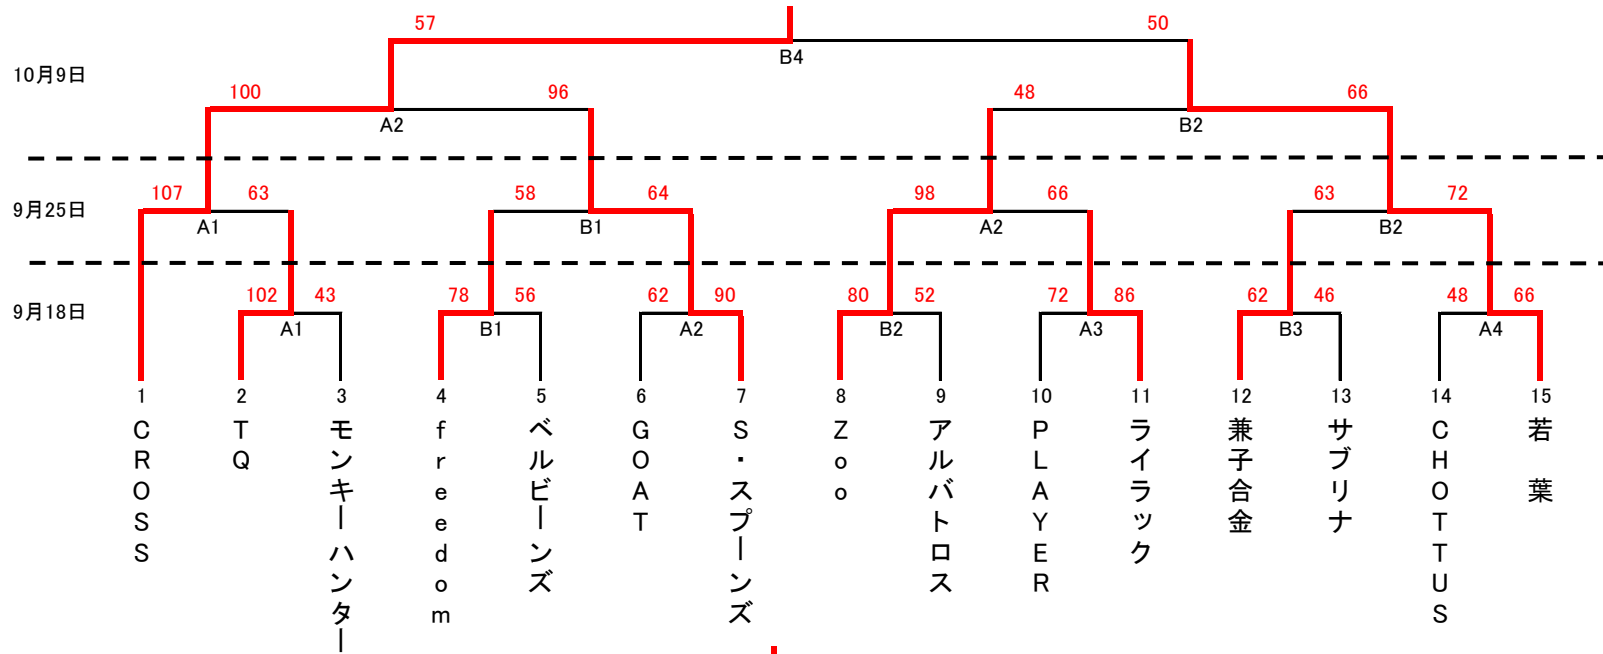 57 50
B4
10月9日
100 96 48 66
A2 B2
107 63 58 64 98 66 63 72
9月25日
A1 B1 A2 B2
102 43 78 56 62 90 80 52 72 86 62 46 48 66
9月18日
A1 B1 A2 B2 A3 B3 A4
1 2 3 4 5 6 7 8 9 10 11 12 13 14 15
CROSS
TQ
モンキーハンター
freedom
ベルビーンズ
GOAT
S・スプーンズ
Zoo
アルバトロス
PLAYER
ライラック
兼子合金
サブリナ
CHOTTUS
若 葉